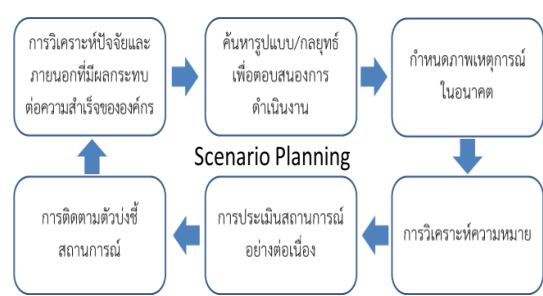 การวิเคราะห์ปัจจัยและ
ภายนอกที่มีผลกระทบ
ต่อความสำเร็จขององค์กร
ค้นหารูปแบบ/กลยุทธ์
เพื่อตอบสนองการ
ดำเนินงาน
กำหนดภาพเหตุการณ์
ในอนาคต
Scenario Planning
การติดตามตัวบ่งชี้
สถานการณ์
การประเมินสถานการณ์
อย่างต่อเนื่อง
การวิเคราะห์ความหมาย